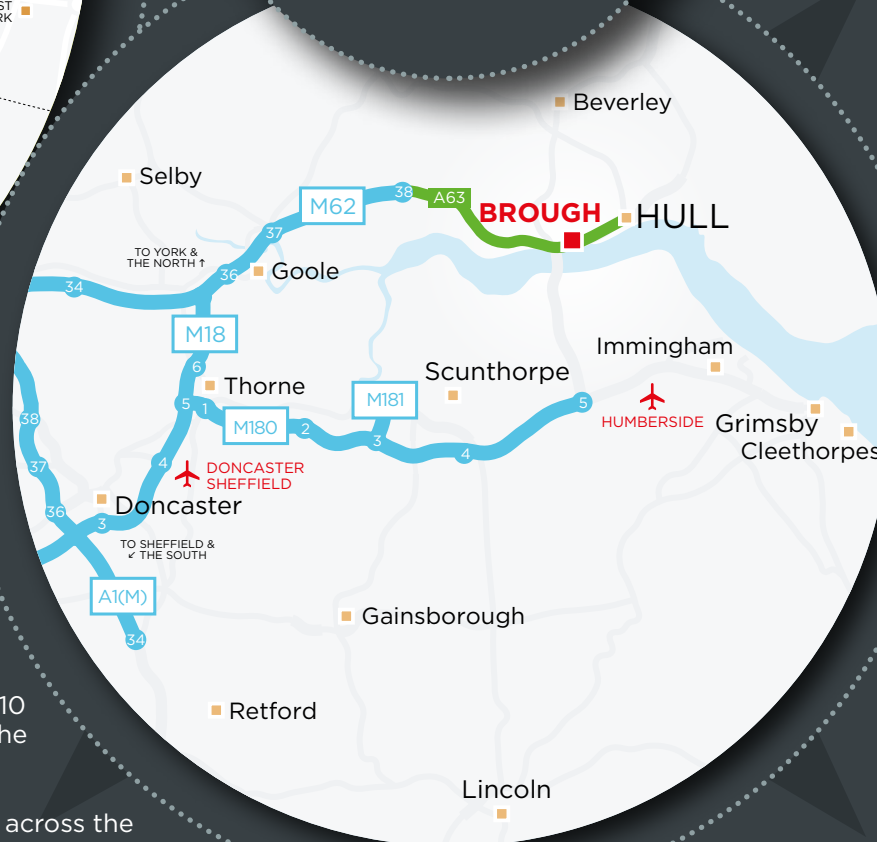 ST
RK
Beverley
Selby
38
A63
M62
BROUGH
HULL
37
TO YORK &
THE NORTH ↑
36
Goole
34
M18
Immingham
6
Scunthorpe
Thorne
M181
5
1
5
HUMBERSIDE
Grimsby
38
M180
2
3
Cleethorpes
4
37
4
DONCASTER
SHEFFIELD
Doncaster
36
3
TO SHEFFIELD &
↙ THE SOUTH
A1(M)
Gainsborough
34
10
he
Retford
Lincoln
across the